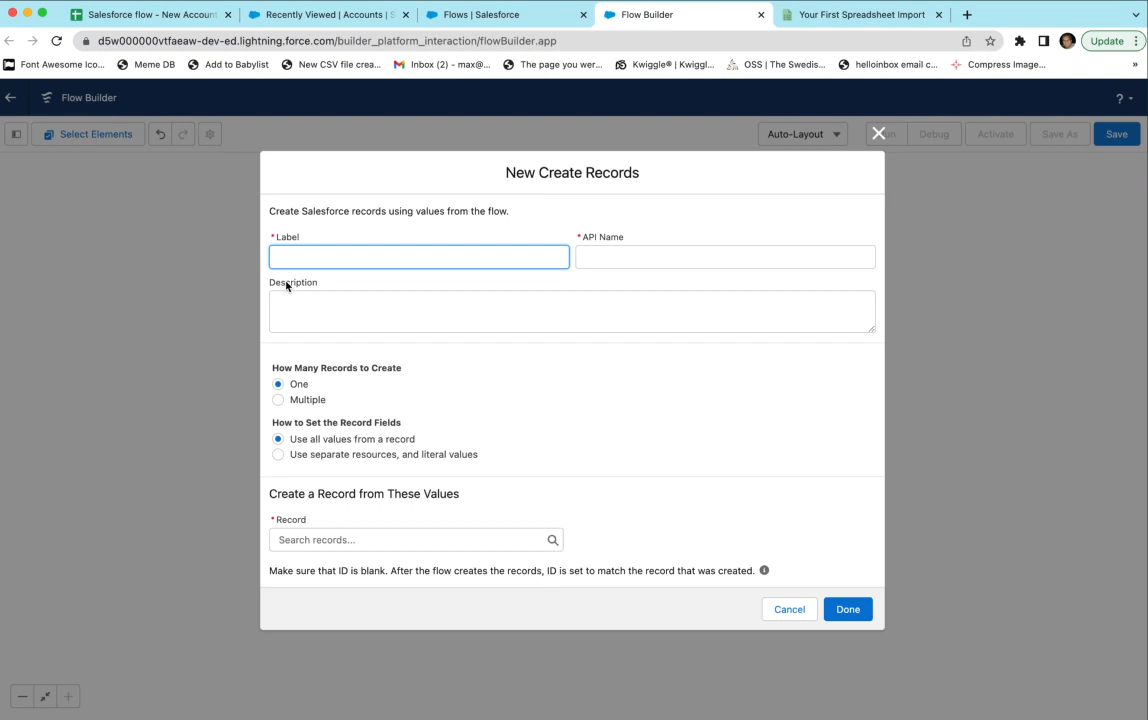 Salesforce flow - New Accoun
Recently Viewed | Accounts | S
Flows | Salesforce
Flow Builder
Your First Spreadsheet Import
d5w000000vtfaeaw-dev-ed.lightning.force.com/builder_platform_interaction/flowBuilder.app
Update
Font Awesome Ico...
Meme DB
Add to Babylist
New CSV file crea...
Inbox (2) - max@...
The page you wer...
Kwiggle® | Kwiggl...
OSS | The Swedis...
helloinbox email c...
Compress Image...
»
Flow Builder
?
Select Elements
Auto-Layout
Debug
Activate
Save As
Save
New Create Records
Create Salesforce records using values from the flow.
* Label
* API Name
Description
How Many Records to Create
One
Multiple
How to Set the Record Fields
Use all values from a record
Use separate resources, and literal values
Create a Record from These Values
* Record
Search records...
Make sure that ID is blank. After the flow creates the records, ID is set to match the record that was created.
Cancel
Done